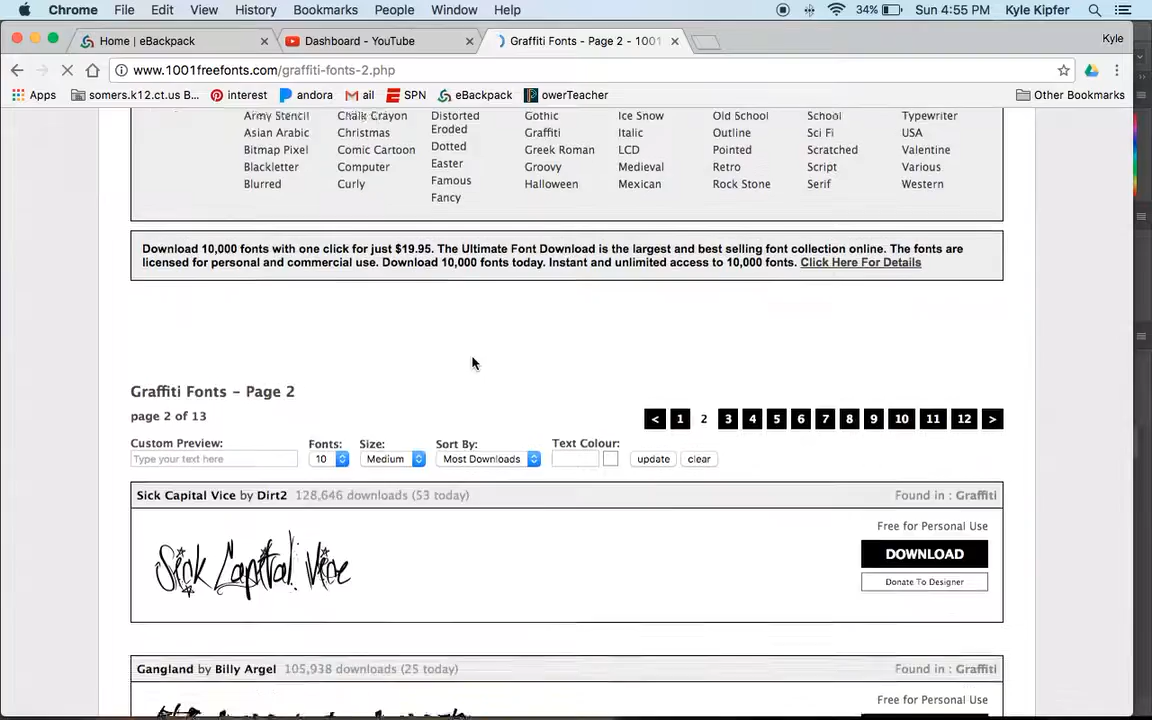 Chrome File Edit View History Bookmarks People Window Help 34% Sun 4:55 PM Kyle Kipfer
Home | eBackpack Dashboard - YouTube Graffiti Fonts - Page 2 - 1001 Kyle
www.1001freefonts.com/graffiti-fonts-2.php
Apps somers.k12.ct.us B... interest andora ail SPN eBackpack owerTeacher Other Bookmarks
Army Stencil Chalk Crayon Distorted Gothic Ice Snow Old School School Typewriter
Asian Arabic Christmas Eroded Graffiti Italic Outline Sci Fi USA
Bitmap Pixel Comic Cartoon Dotted Greek Roman LCD Pointed Scratched Valentine
Blackletter Computer Easter Groovy Medieval Retro Script Various
Blurred Curly Famous Halloween Mexican Rock Stone Serif Western
Fancy
Download 10,000 fonts with one click for just $19.95. The Ultimate Font Download is the largest and best selling font collection online. The fonts are
licensed for personal and commercial use. Download 10,000 fonts today. Instant and unlimited access to 10,000 fonts. Click Here For Details
Graffiti Fonts - Page 2
page 2 of 13 < 1 2 3 4 5 6 7 8 9 10 11 12 >
Custom Preview: Fonts: Size: Sort By: Text Colour:
Type your text here 10 Medium Most Downloads update clear
Sick Capital Vice by Dirt2 128,646 downloads (53 today) Found in : Graffiti
Free for Personal Use
Sick Capital Vice DOWNLOAD
Donate To Designer
Gangland by Billy Argel 105,938 downloads (25 today) Found in : Graffiti
Free for Personal Use